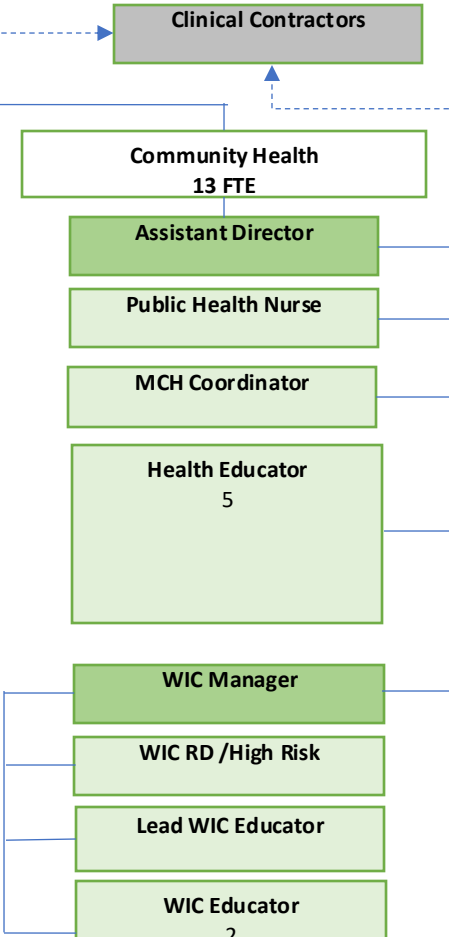 Clinical Contractors
Community Health
13 FTE
Assistant Director
Public Health Nurse
MCH Coordinator
Health Educator
5
WIC Manager
WIC RD /High Risk
Lead WIC Educator
WIC Educator
2